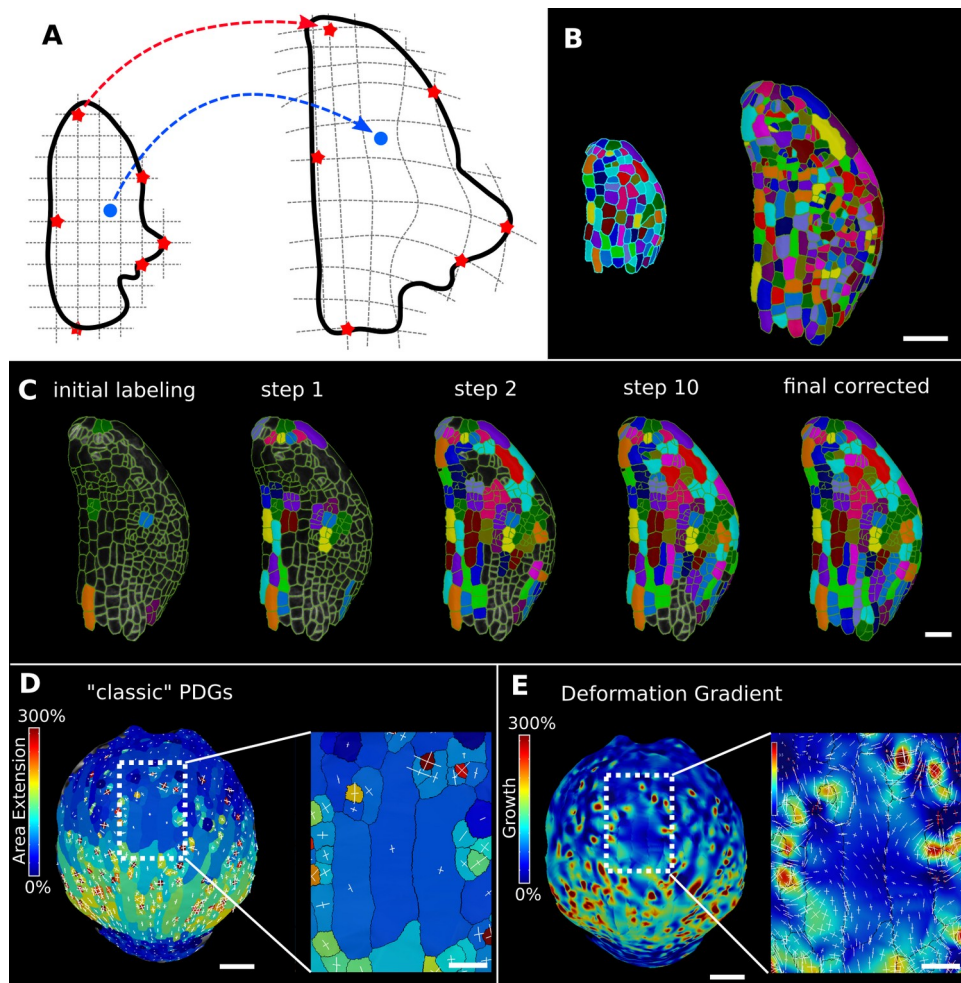 A
B
C
initial labeling
step 1
step 2
step 10
final corrected
D
"classic" PDGs
300%
Area Extension
0%
E
Deformation Gradient
300%
Growth
0%